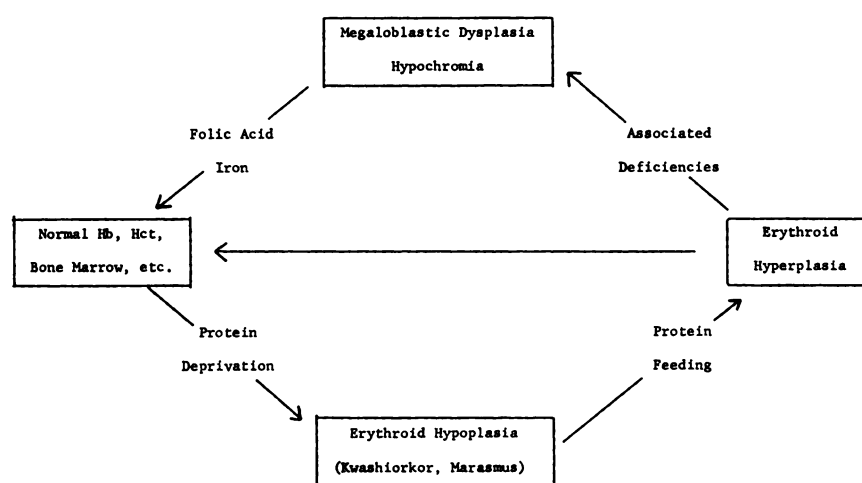 Megaloblastic Dysplasia
Hypochromia
Folic Acid
Iron
Associated
Deficiencies
Normal Hb, Hct,
Bone Marrow, etc.
Erythroid
Hyperplasia
Protein
Deprivation
Protein
Feeding
Erythroid Hypoplasia
(Kwashiorkor, Marasmus)